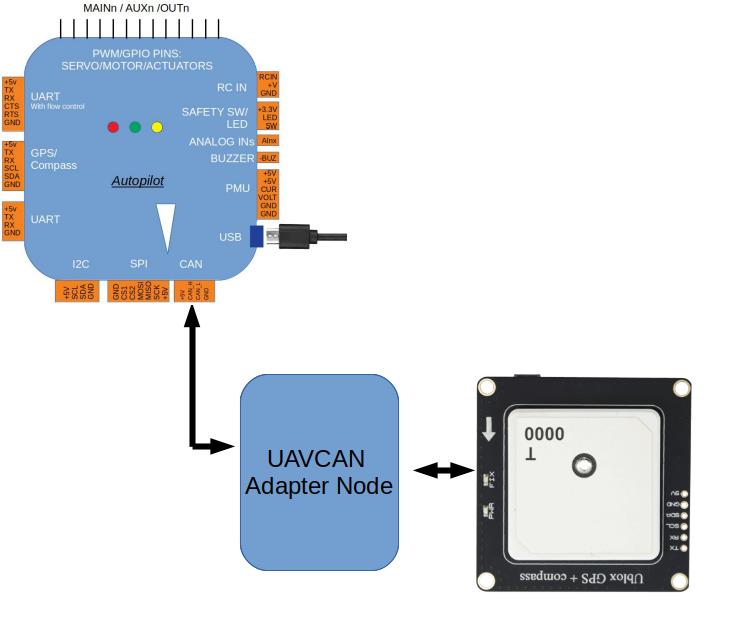 MAINn / AUXn /OUTn
PWM/GPIO PINS:
SERVO/MOTOR/ACTUATORS
+5v
TX
RX
CTS
RTS
GND
UART
With flow control
RC IN
RCIN
+V
GND
SAFETY SW/
LED
+3.3V
LED
SW
ANALOG INs
AInx
BUZZER
-BUZ
+5v
TX
RX
SCL
SDA
GND
GPS/
Compass
Autopilot
PMU
+5V
+5V
CUR
VOLT
GND
GND
+5v
TX
RX
GND
UART
USB
I2C
SPI
CAN
+5V
SCL
SDA
GND
GND
CS1
CS2
MOSI
MISO
SCK
+5V
+5V
CAN_H
CAN_L
GND
UAVCAN
Adapter Node
0000
T
FIX
PWR
5V
GND
SDA
SCL
RX
TX
Ublox GPS + compass